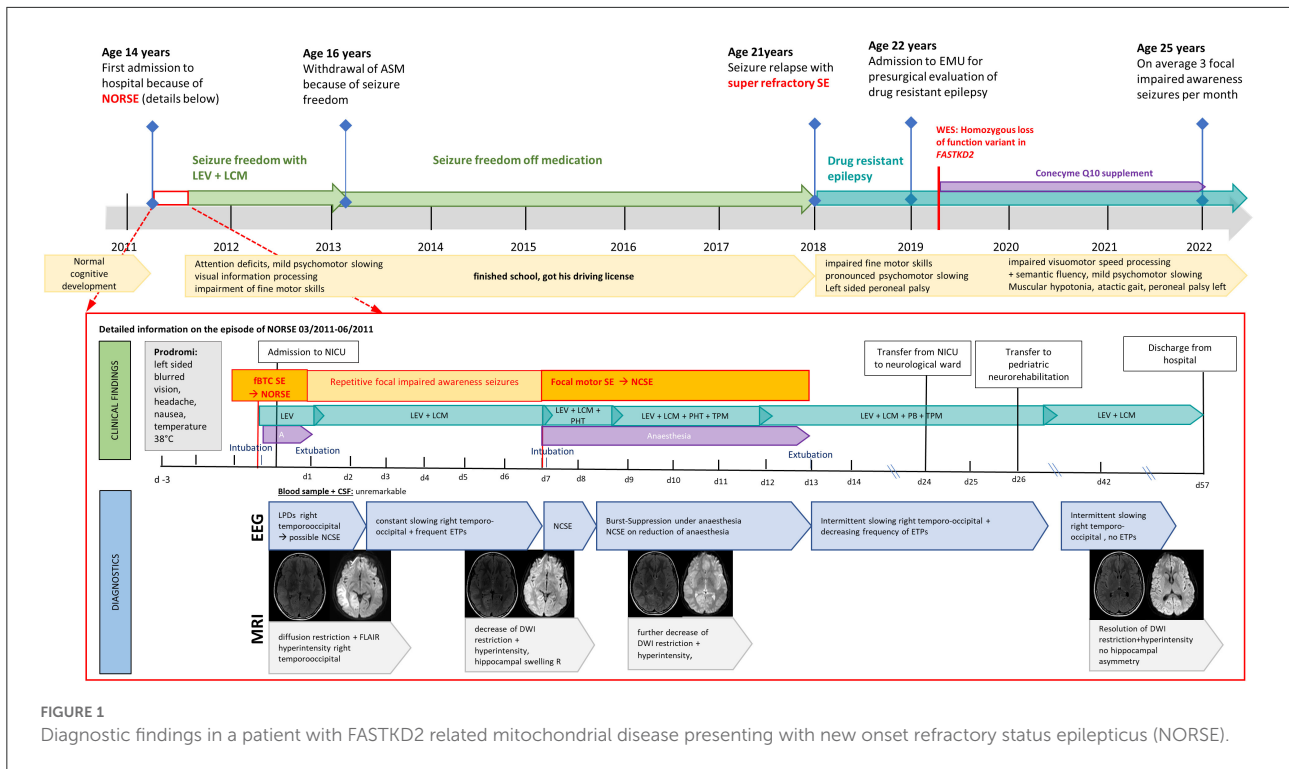 Age 14 years
First admission to
hospital because of
NORSE (details below)
Age 16 years
Withdrawal of ASM
because of seizure
freedom
Age 21years
Seizure relapse with
super refractory SE
Age 22 years
Admission to EMU for
presurgical evaluation of
drug resistant epilepsy
Age 25 years
On average 3 focal
impaired awareness
seizures per month
WES: Homozygous loss
of function variant in
FASTKD2
Seizure freedom with
LEV + LCM
Seizure freedom off medication
Drug resistant
epilepsy
Conecyme Q10 supplement
2011
2012
2013
2014
2015
2016
2017
2018
2019
2020
2021
2022
Normal
cognitive
development
Attention deficits, mild psychomotor slowing
visual information processing
impairment of fine motor skills
finished school, got his driving license
impaired fine motor skills
pronounced psychomotor slowing
Left sided peroneal palsy
impaired visuomotor speed processing
+ semantic fluency, mild psychomotor slowing
Muscular hypotonia, atactic gait, peroneal palsy left
Detailed information on the episode of NORSE 03/2011-06/2011
CLINICAL FINDINGS
Prodromi:
left sided
blurred
vision,
headache,
nausea,
temperature
38°C
Admission to NICU
Transfer from NICU
to neurological ward
Transfer to
pedriatric
neurorehabilitation
Discharge from
hospital
fBTC SE
→ NORSE
Repetitive focal impaired awareness seizures
Focal motor SE → NCSE
LEV
LEV + LCM
LEV + LCM +
PHT
LEV + LCM + PHT + TPM
LEV + LCM + PB + TPM
LEV + LCM
A
Anaesthesia
Intubation
Extubation
Intubation
Extubation
d -3
d1
d2
d3
d4
d5
d6
d7
d8
d9
d10
d11
d12
d13
d14
d24
d25
d26
d42
d57
DIAGNOSTICS
Blood sample + CSF: unremarkable
EEG
LPDs right
temporooccipital
→ possible NCSE
constant slowing right temporo-
occipital + frequent ETPs
NCSE
Burst-Suppression under anaesthesia
NCSE on reduction of anaesthesia
Intermittent slowing right temporo-occipital +
decreasing frequency of ETPs
Intermittent slowing
right temporo-
occipital , no ETPs
MRI
diffusion restriction + FLAIR
hyperintensity right
temporooccipital
decrease of DWI
restriction +
hyperintensity,
hippocampal swelling R
further decrease of
DWI restriction +
hyperintensity,
Resolution of DWI
restriction+hyperintensity
no hippocampal
asymmetry
FIGURE 1
Diagnostic findings in a patient with FASTKD2 related mitochondrial disease presenting with new onset refractory status epilepticus (NORSE).